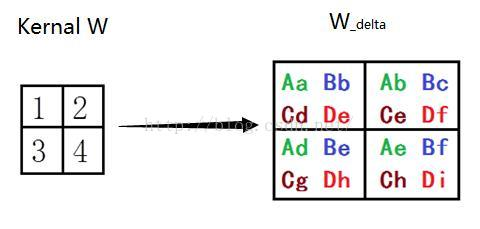 Kernal W
W_delta
1 2
3 4
Aa Bb Ab Bc
Cd De Ce Df
Ad Be Ae Bf
Cg Dh Ch Di